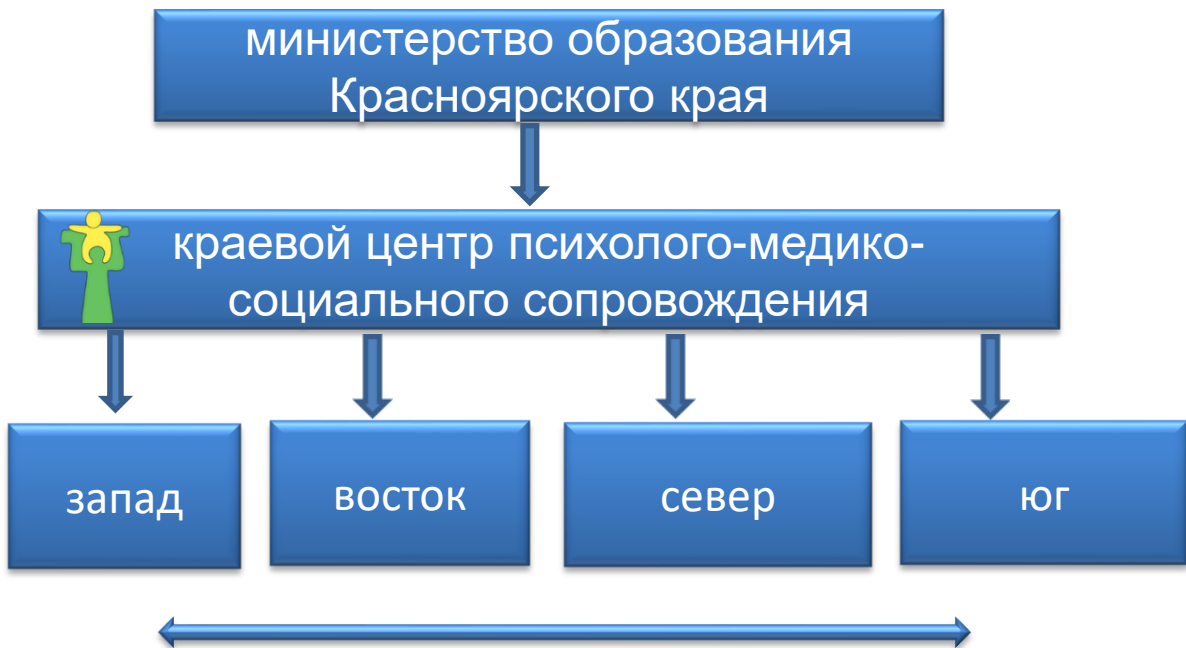 министерство образования
Красноярского края
краевой центр психолого-медико-
социального сопровождения
запад
восток
север
юг